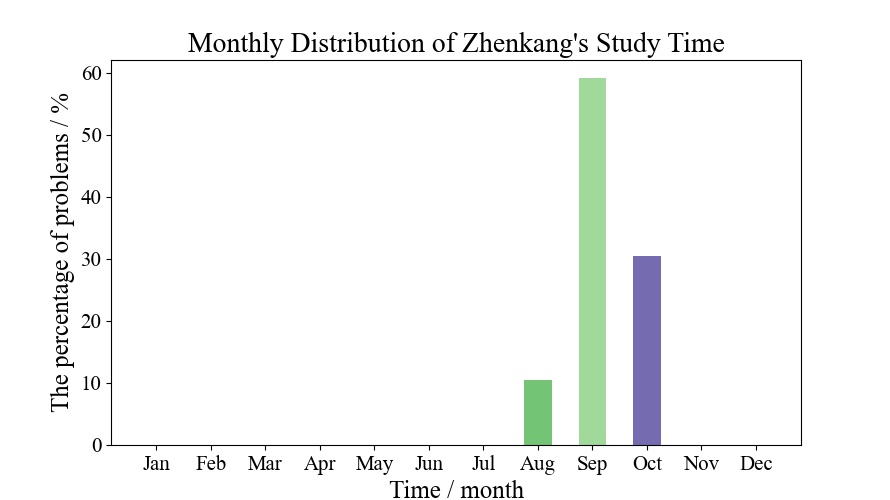 Monthly Distribution of Zhenkang's Study Time
The percentage of problems / %
60
50
40
30
20
10
0
Jan Feb Mar Apr May Jun Jul Aug Sep Oct Nov Dec
Time / month